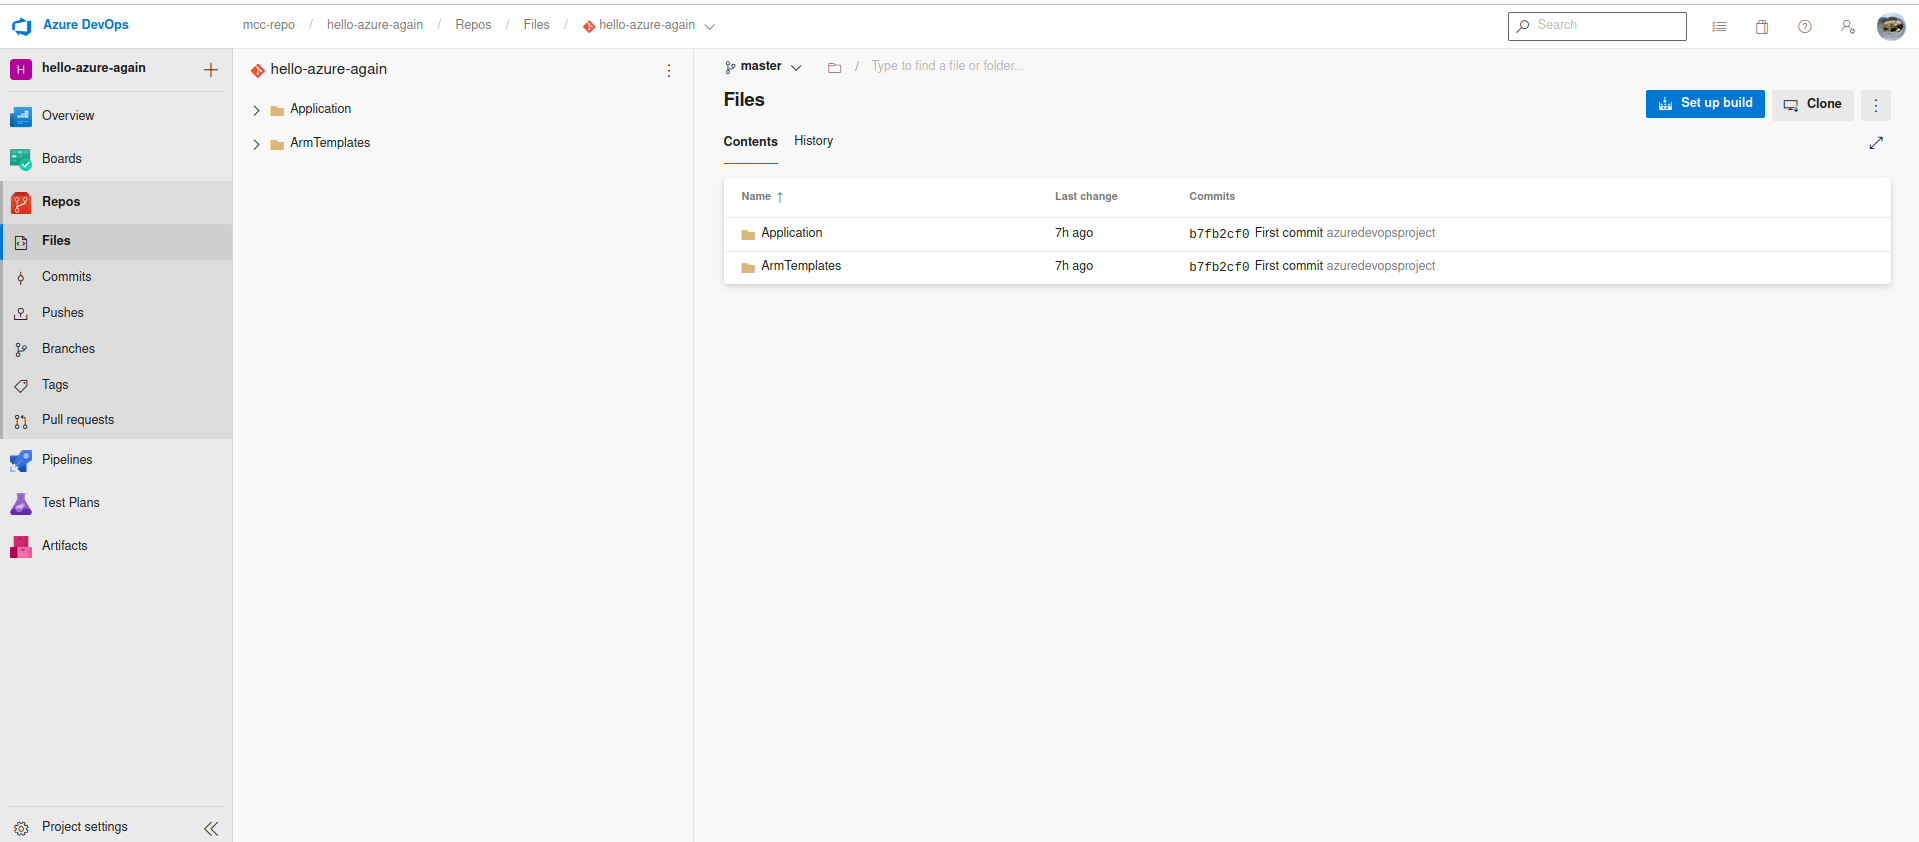 Azure DevOps
mcc-repo / hello-azure-again / Repos / Files / hello-azure-again
Search
H hello-azure-again
Overview
Boards
Repos
Files
Commits
Pushes
Branches
Tags
Pull requests
Pipelines
Test Plans
Artifacts
Project settings
hello-azure-again
Application
ArmTemplates
master / Type to find a file or folder...
Files
Set up build Clone
Contents History
Name Last change Commits
Application 7h ago b7fb2cf0 First commit azuredevopsproject
ArmTemplates 7h ago b7fb2cf0 First commit azuredevopsproject